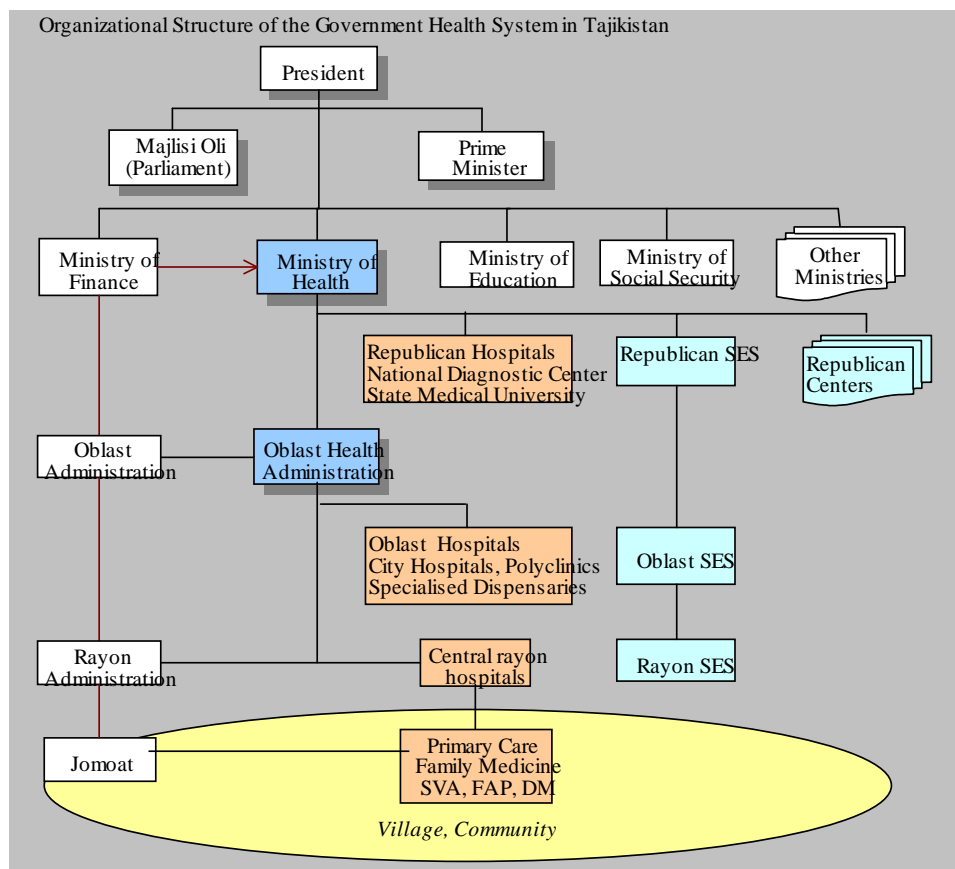 Organizational Structure of the Government Health System in Tajikistan
President
Majlisi Oli
(Parliament)
Prime
Minister
Ministry of
Finance
Ministry of
Health
Ministry of
Education
Ministry of
Social Security
Other
Ministries
Republican Hospitals
National Diagnostic Center
State Medical University
Republican SES
Republican
Centers
Oblast
Administration
Oblast Health
Administration
Oblast Hospitals
City Hospitals, Polyclinics
Specialised Dispensaries
Oblast SES
Rayon
Administration
Central rayon
hospitals
Rayon SES
Jomoat
Primary Care
Family Medicine
SVA, FAP, DM
Village, Community